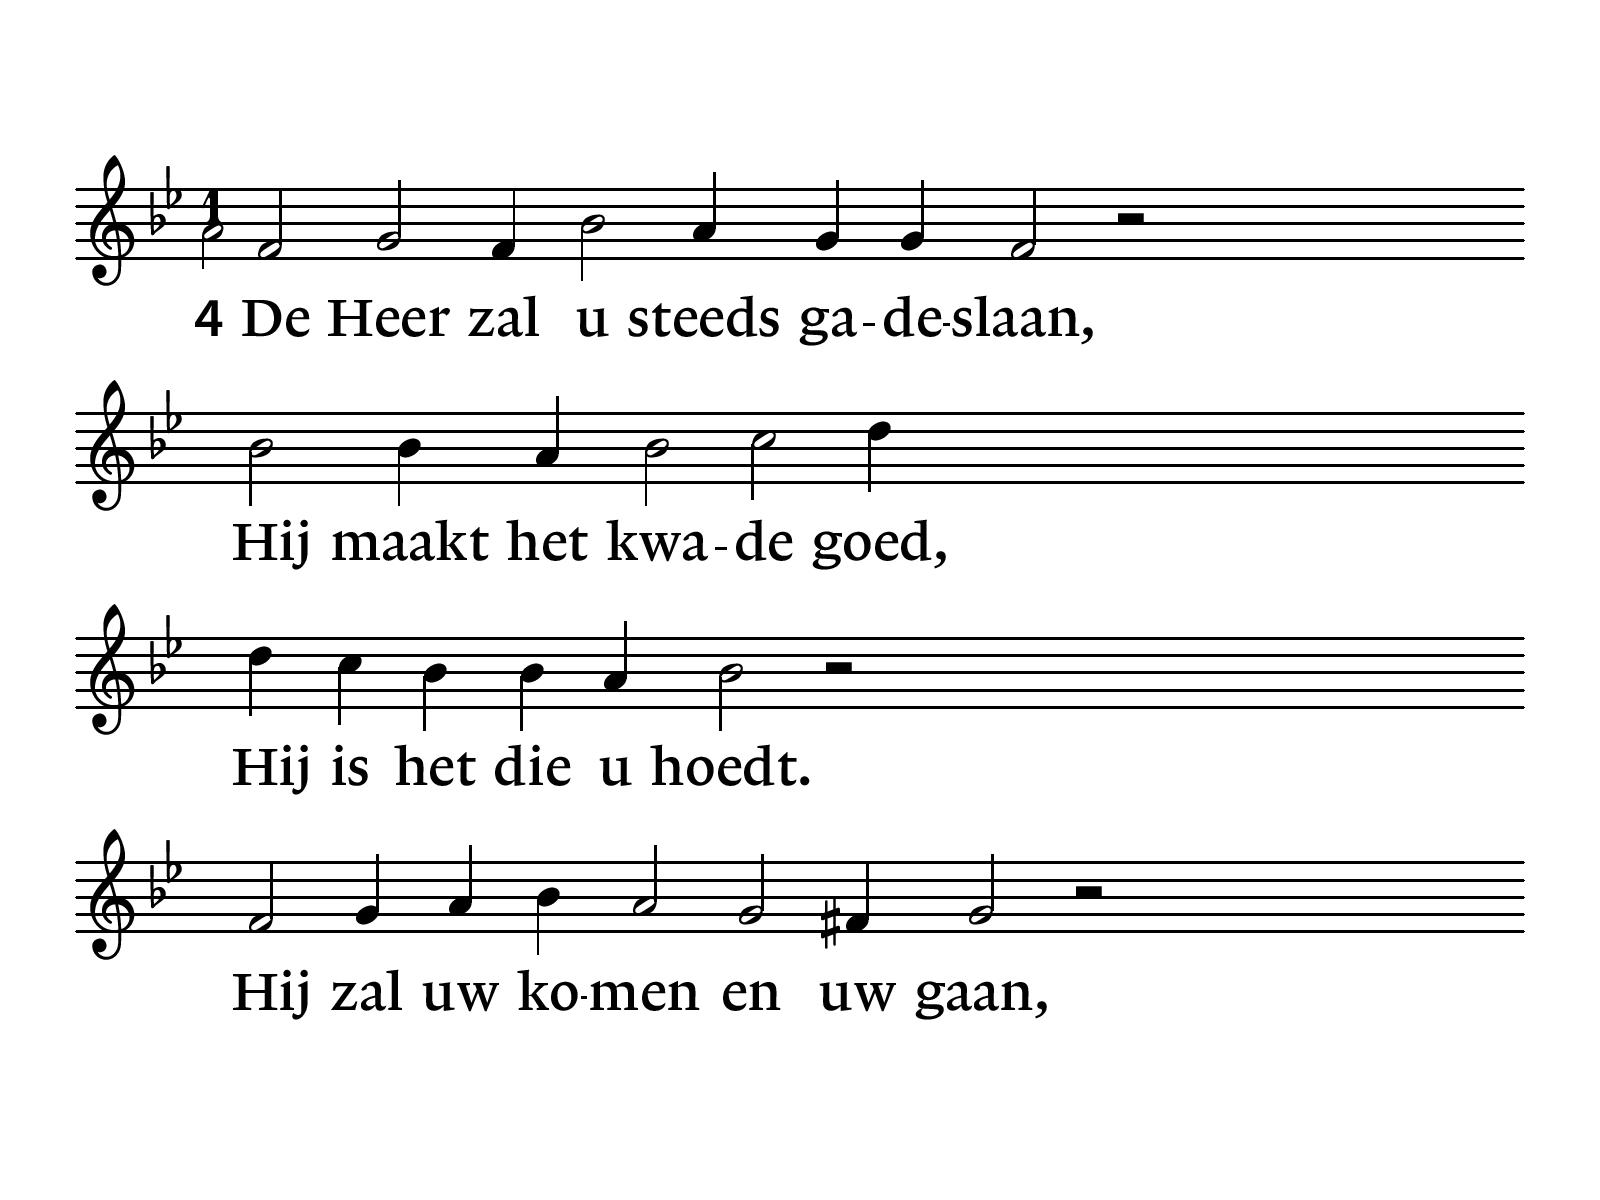 1
4 De Heer zal u steeds ga-de-slaan,
Hij maakt het kwa-de goed,
Hij is het die u hoedt.
Hij zal uw ko-men en uw gaan,